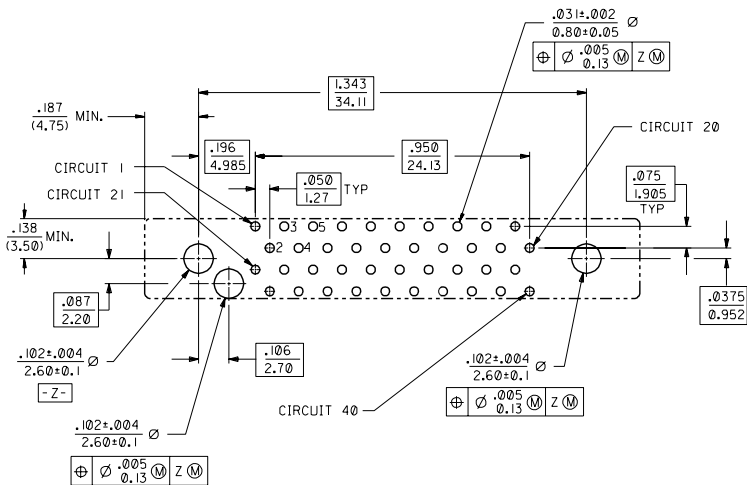 .031±.002
0.80±0.05 Ø
⌖ Ø .005 Ⓜ Z Ⓜ
0.13
1.343
34.11
.187
(4.75) MIN.
CIRCUIT 20
.196
4.985
.950
24.13
CIRCUIT 1
.050
1.27 TYP
.075
1.905
TYP
CIRCUIT 21
.138
(3.50) MIN.
3 5
2 4
.087
2.20
.0375
0.952
.102±.004
2.60±0.1 Ø
-Z-
.106
2.70
.102±.004
2.60±0.1 Ø
⌖ Ø .005 Ⓜ Z Ⓜ
0.13
CIRCUIT 40
.102±.004
2.60±0.1 Ø
⌖ Ø .005 Ⓜ Z Ⓜ
0.13